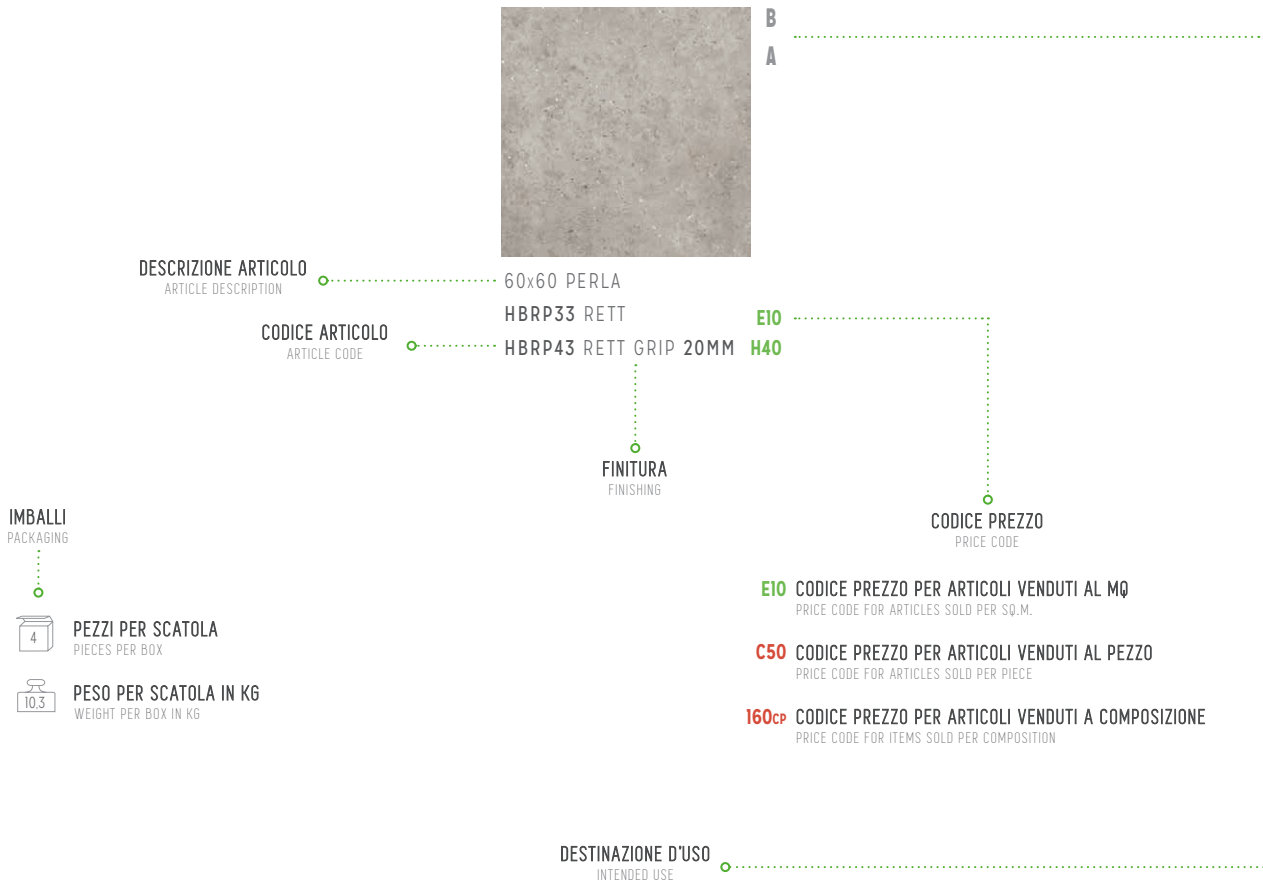 B
A
DESCRIZIONE ARTICOLO
ARTICLE DESCRIPTION
60x60 PERLA
HBRP33 RETT E10
CODICE ARTICOLO
ARTICLE CODE
HBRP43 RETT GRIP 20MM H40
FINITURA
FINISHING
IMBALLI
PACKAGING
4
PEZZI PER SCATOLA
PIECES PER BOX
10,3
PESO PER SCATOLA IN KG
WEIGHT PER BOX IN KG
CODICE PREZZO
PRICE CODE
E10 CODICE PREZZO PER ARTICOLI VENDUTI AL MQ
PRICE CODE FOR ARTICLES SOLD PER SQ.M.
C50 CODICE PREZZO PER ARTICOLI VENDUTI AL PEZZO
PRICE CODE FOR ARTICLES SOLD PER PIECE
160CP CODICE PREZZO PER ARTICOLI VENDUTI A COMPOSIZIONE
PRICE CODE FOR ITEMS SOLD PER COMPOSITION
DESTINAZIONE D'USO
INTENDED USE